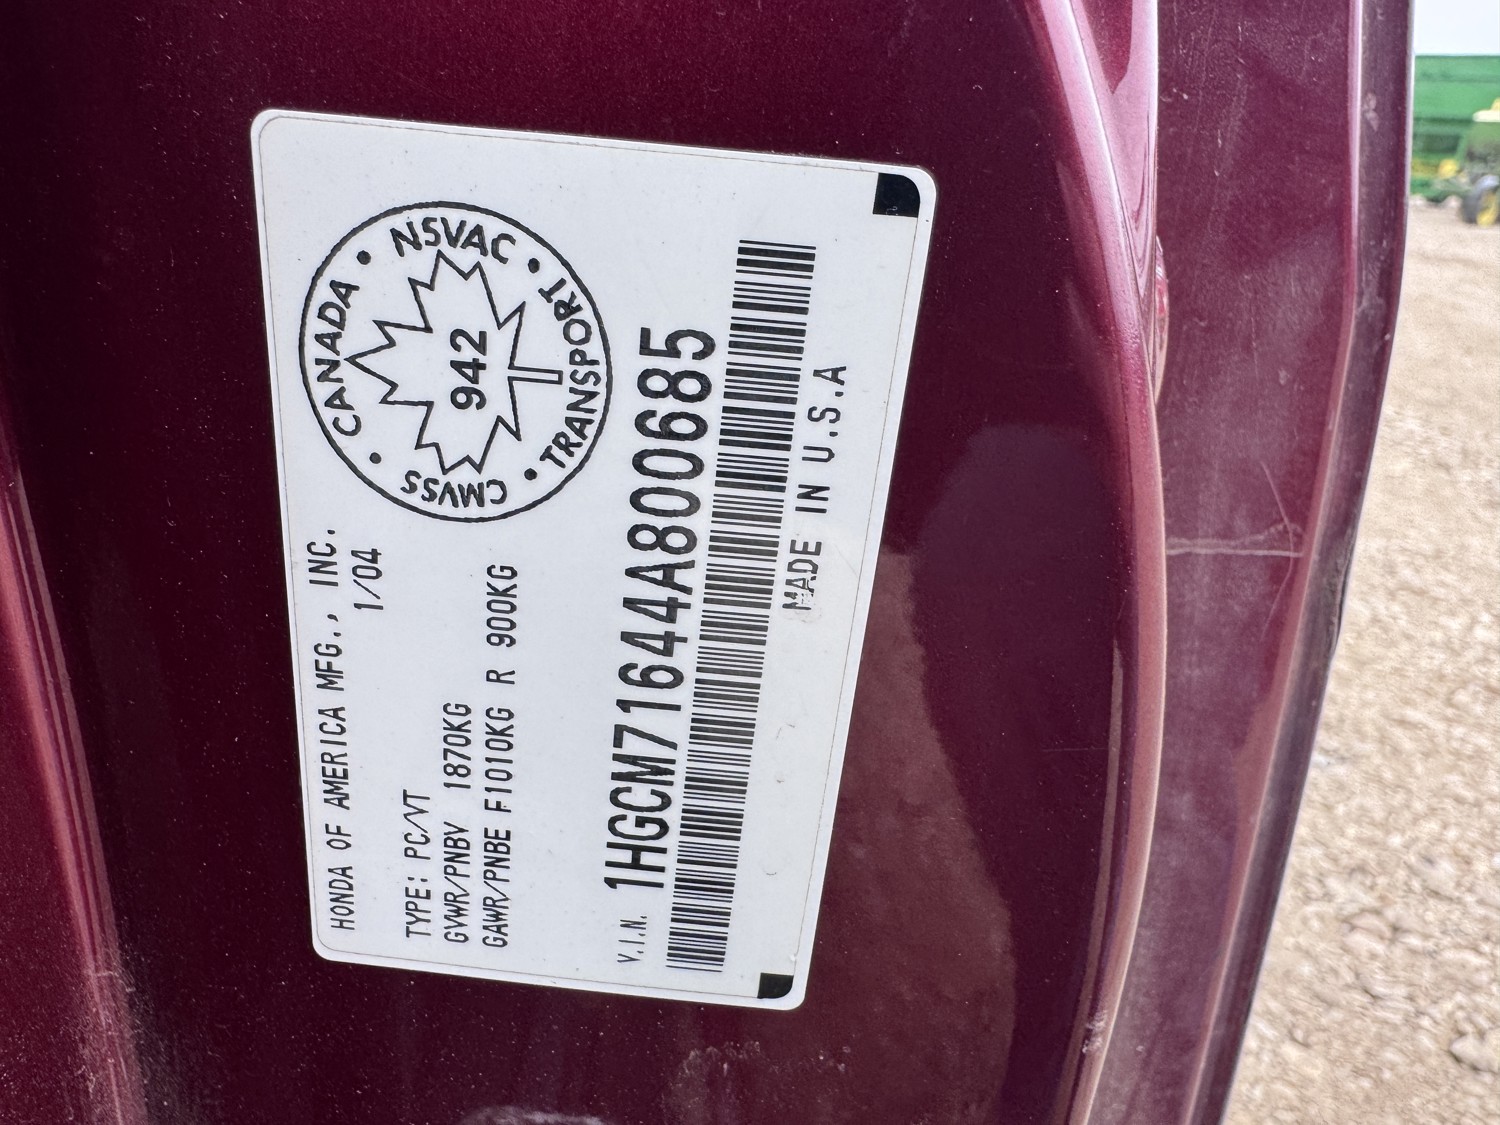 HONDA OF AMERICA MFG., INC.
1/04
TYPE: PC/VT
GVWR/PNBV 1870KG
GAWR/PNBE F1010KG R 900KG
CANADA • NSVAC • TRANSPORT • CMVSS •
942
V.I.N. 1HGCM71644A800685
MADE IN U.S.A